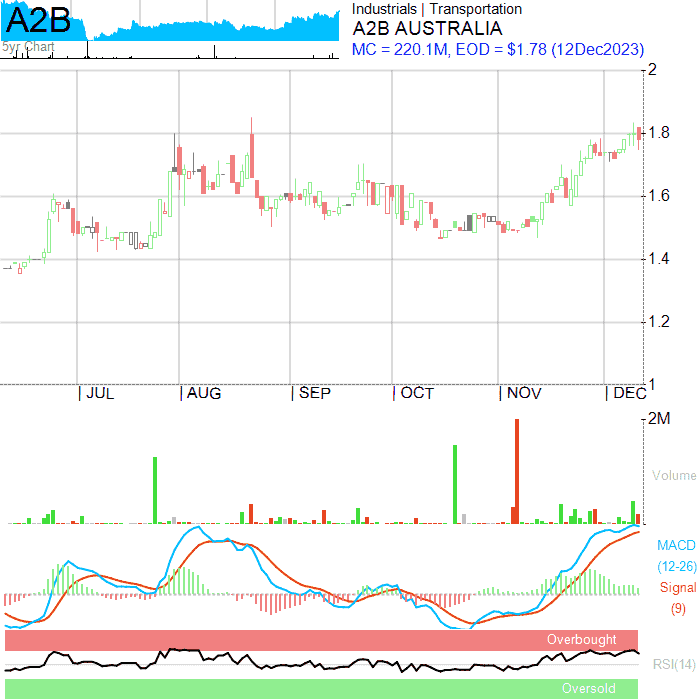 A2B
5yr Chart
Industrials | Transportation
A2B AUSTRALIA
MC = 220.1M, EOD = $1.78 (12Dec2023)
2
1.8
1.6
1.4
1.2
1
| JUL | AUG | SEP | OCT | NOV | DEC
2M
Volume
MACD
(12-26)
Signal
(9)
Overbought
RSI(14)
Oversold